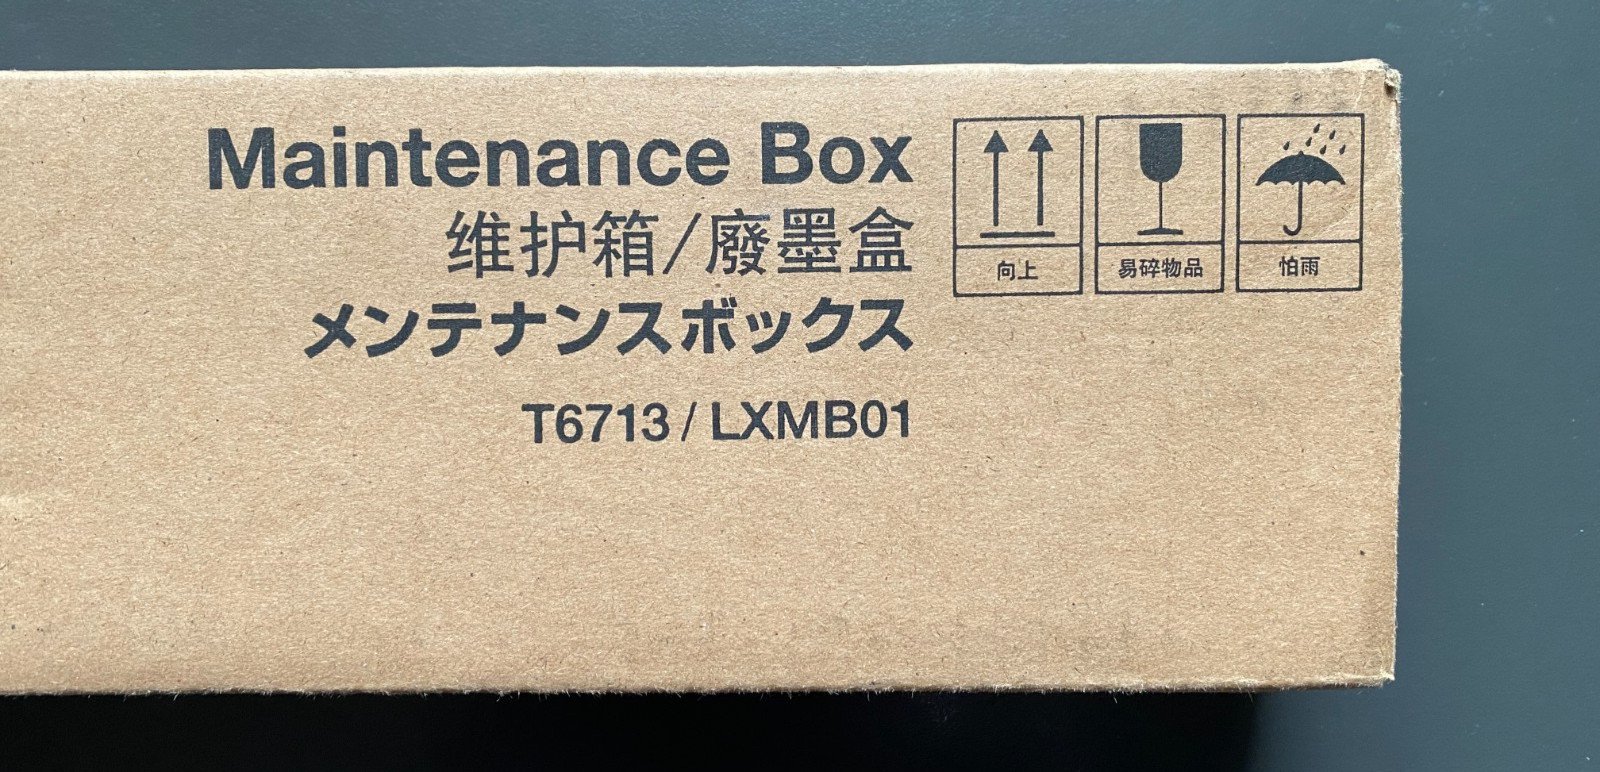 Maintenance Box
维护箱/廢墨盒
メンテナンスボックス
T6713 / LXMB01
向上
易碎物品
怕雨